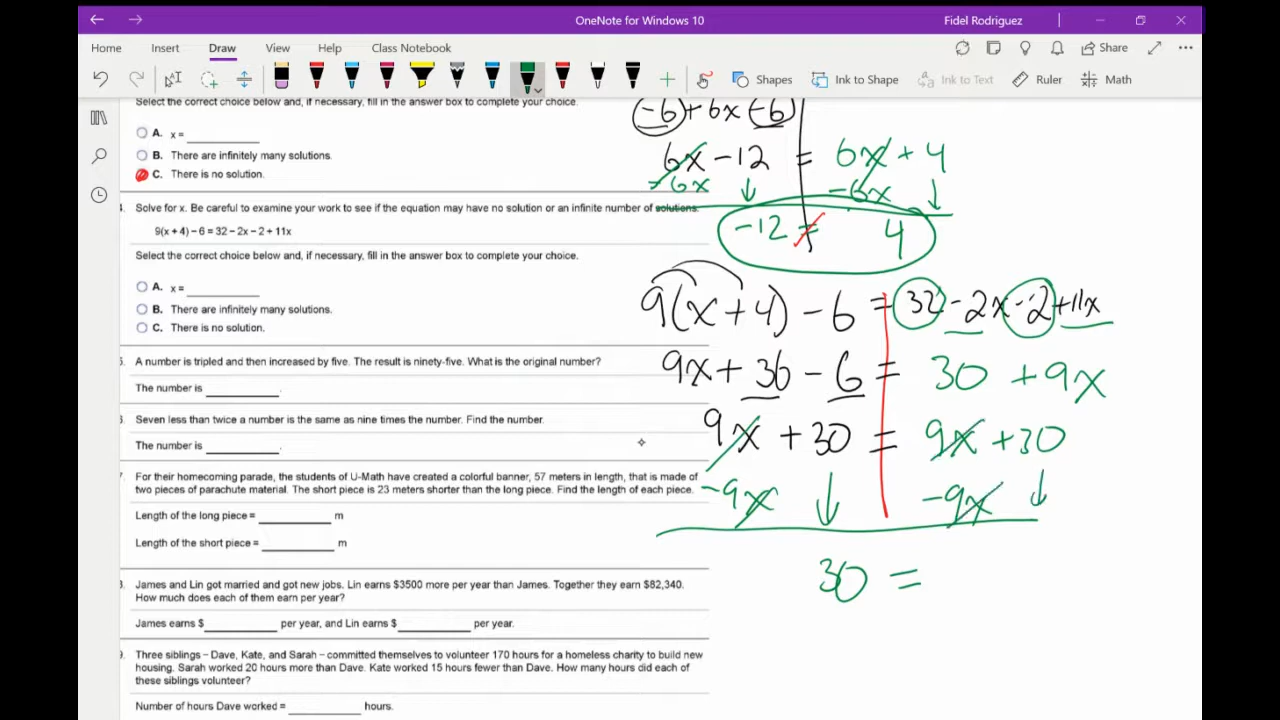 OneNote for Windows 10
Fidel Rodriguez
Home Insert Draw View Help Class Notebook Share
Shapes Ink to Shape Ink to Text Ruler Math
Select the correct choice below and, if necessary, fill in the answer box to complete your choice.
A. x =
B. There are infinitely many solutions.
C. There is no solution.
4. Solve for x. Be careful to examine your work to see if the equation may have no solution or an infinite number of solutions.
9(x + 4) – 6 = 32 – 2x – 2 + 11x
Select the correct choice below and, if necessary, fill in the answer box to complete your choice.
A. x =
B. There are infinitely many solutions.
C. There is no solution.
5. A number is tripled and then increased by five. The result is ninety-five. What is the original number?
The number is ________.
6. Seven less than twice a number is the same as nine times the number. Find the number.
The number is ________.
7. For their homecoming parade, the students of U-Math have created a colorful banner, 57 meters in length, that is made of
two pieces of parachute material. The short piece is 23 meters shorter than the long piece. Find the length of each piece.
Length of the long piece = ________ m
Length of the short piece = ________ m
8. James and Lin got married and got new jobs. Lin earns $3500 more per year than James. Together they earn $82,340.
How much does each of them earn per year?
James earns $________ per year, and Lin earns $________ per year.
9. Three siblings – Dave, Kate, and Sarah – committed themselves to volunteer 170 hours for a homeless charity to build new
housing. Sarah worked 20 hours more than Dave. Kate worked 15 hours fewer than Dave. How many hours did each of
these siblings volunteer?
Number of hours Dave worked = ________ hours.
-6 + 6x - 6
6x - 12 = 6x + 4
-6x -6x
-12 ≠ 4
9(x + 4) - 6 = 32 - 2x - 2 + 11x
9x + 36 - 6 = 30 + 9x
9x + 30 = 9x + 30
-9x -9x
30 =